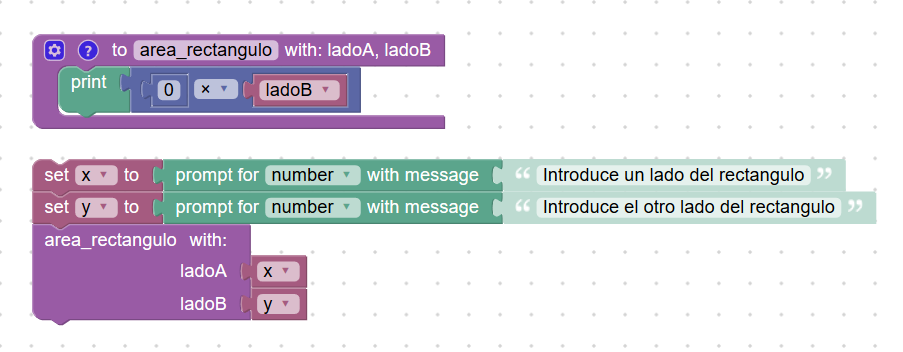 ? to area_rectangulo with: ladoA, ladoB
print 0 × ladoB
set x to prompt for number with message “ Introduce un lado del rectangulo ”
set y to prompt for number with message “ Introduce el otro lado del rectangulo ”
area_rectangulo with:
ladoA x
ladoB y